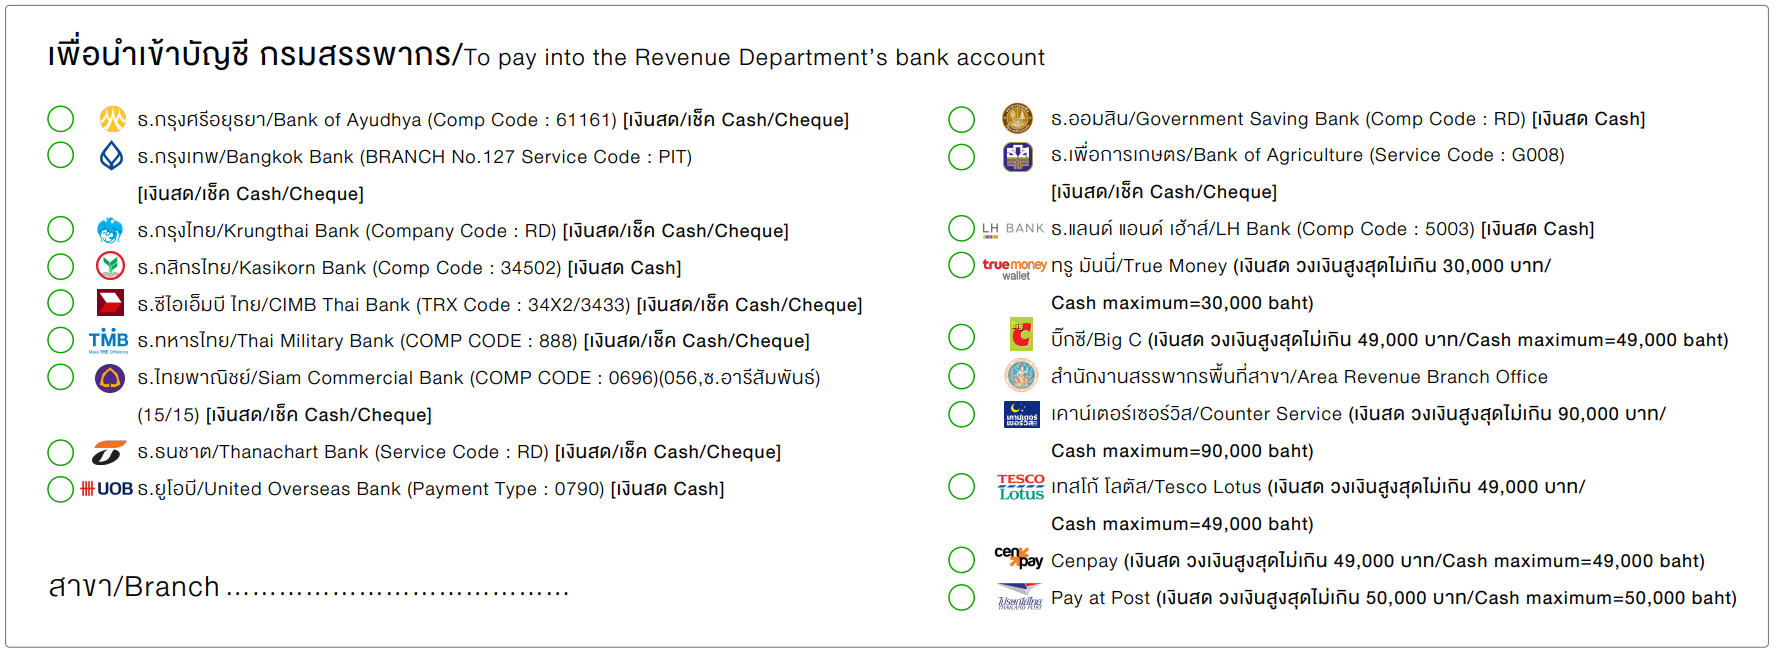 เพื่อนำเข้าบัญชี กรมสรรพากร/To pay into the Revenue Department's bank account
ธ.กรุงศรีอยุธยา/Bank of Ayudhya (Comp Code : 61161) [เงินสด/เช็ค Cash/Cheque]
ธ.กรุงเทพ/Bangkok Bank (BRANCH No.127 Service Code : PIT)
[เงินสด/เช็ค Cash/Cheque]
ธ.กรุงไทย/Krungthai Bank (Company Code : RD) [เงินสด/เช็ค Cash/Cheque]
ธ.กสิกรไทย/Kasikorn Bank (Comp Code : 34502) [เงินสด Cash]
ธ.ซีไอเอ็มบี ไทย/CIMB Thai Bank (TRX Code : 34X2/3433) [เงินสด/เช็ค Cash/Cheque]
TMB Make THE Difference ธ.ทหารไทย/Thai Military Bank (COMP CODE : 888) [เงินสด/เช็ค Cash/Cheque]
ธ.ไทยพาณิชย์/Siam Commercial Bank (COMP CODE : 0696)(056,ซ.อารีสัมพันธ์)
(15/15) [เงินสด/เช็ค Cash/Cheque]
ธ.ธนชาต/Thanachart Bank (Service Code : RD) [เงินสด/เช็ค Cash/Cheque]
UOB ธ.ยูโอบี/United Overseas Bank (Payment Type : 0790) [เงินสด Cash]
สาขา/Branch ......................................
ธ.ออมสิน/Government Saving Bank (Comp Code : RD) [เงินสด Cash]
ธ.เพื่อการเกษตร/Bank of Agriculture (Service Code : G008)
[เงินสด/เช็ค Cash/Cheque]
LH BANK ธ.แลนด์ แอนด์ เฮ้าส์/LH Bank (Comp Code : 5003) [เงินสด Cash]
truemoney wallet ทรู มันนี่/True Money (เงินสด วงเงินสูงสุดไม่เกิน 30,000 บาท/
Cash maximum=30,000 baht)
Big C บิ๊กซี/Big C (เงินสด วงเงินสูงสุดไม่เกิน 49,000 บาท/Cash maximum=49,000 baht)
สำนักงานสรรพากรพื้นที่สาขา/Area Revenue Branch Office
เคาน์เตอร์ เซอร์วิส เคาน์เตอร์เซอร์วิส/Counter Service (เงินสด วงเงินสูงสุดไม่เกิน 90,000 บาท/
Cash maximum=90,000 baht)
TESCO Lotus เทสโก้ โลตัส/Tesco Lotus (เงินสด วงเงินสูงสุดไม่เกิน 49,000 บาท/
Cash maximum=49,000 baht)
cenpay Cenpay (เงินสด วงเงินสูงสุดไม่เกิน 49,000 บาท/Cash maximum=49,000 baht)
ไปรษณีย์ไทย THAILAND POST Pay at Post (เงินสด วงเงินสูงสุดไม่เกิน 50,000 บาท/Cash maximum=50,000 baht)